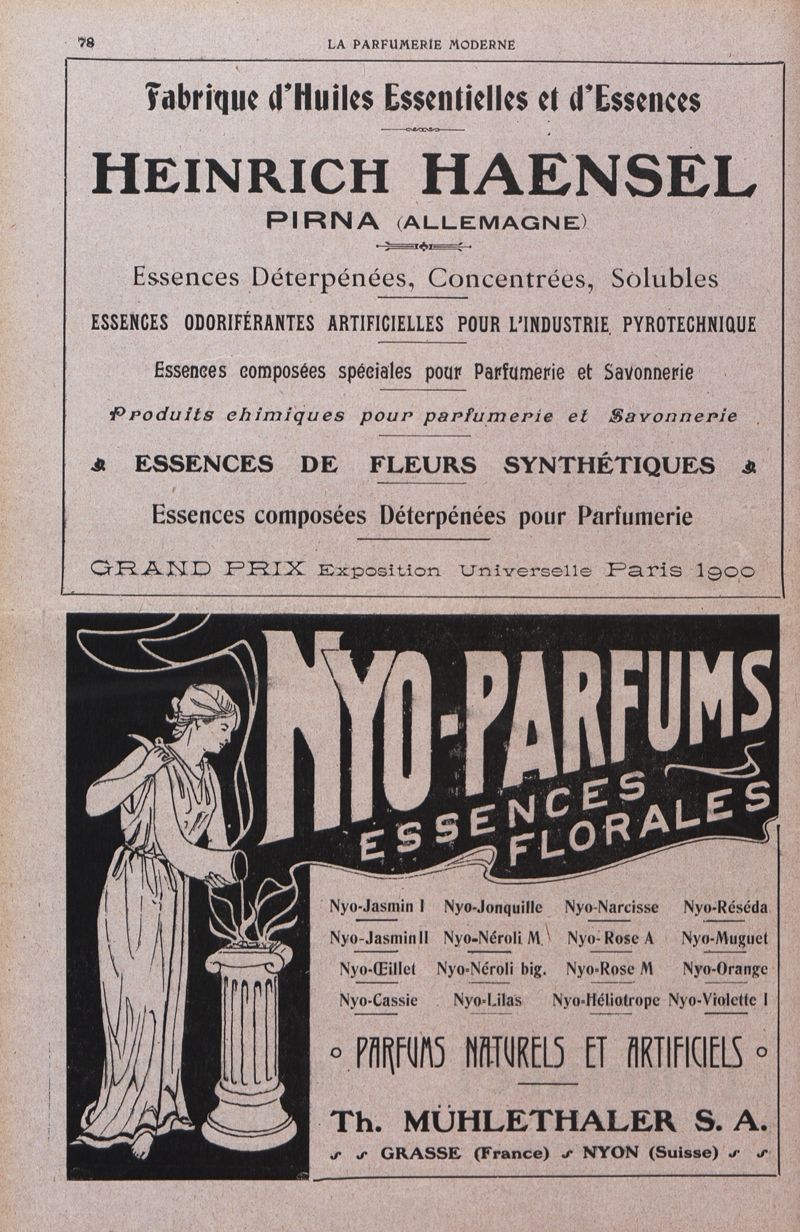 78
LA PARFUMERIE MODERNE
Fabrique d'Huiles Essentielles et d'Essences
HEINRICH HAENSEL
PIRNA (ALLEMAGNE)
Essences Déterpénées, Concentrées, Solubles
ESSENCES ODORIFÉRANTES ARTIFICIELLES POUR L'INDUSTRIE PYROTECHNIQUE
Essences composées spéciales pour Parfumerie et Savonnerie
Produits chimiques pour parfumerie et Savonnerie
ESSENCES DE FLEURS SYNTHÉTIQUES
Essences composées Déterpénées pour Parfumerie
GRAND PRIX Exposition Universelle Paris 1900
NYO-PARFUMS
ESSENCES
FLORALES
Nyo-Jasmin I Nyo-Jonquille Nyo-Narcisse Nyo-Réséda
Nyo-Jasmin II Nyo-Néroli M. Nyo-Rose A Nyo-Muguet
Nyo-Œillet Nyo-Néroli big. Nyo-Rose M Nyo-Orange
Nyo-Cassie Nyo-Lilas Nyo-Héliotrope Nyo-Violette I
PARFUMS NATURELS ET ARTIFICIELS
Th. MÜHLETHALER S. A.
GRASSE (France) NYON (Suisse)